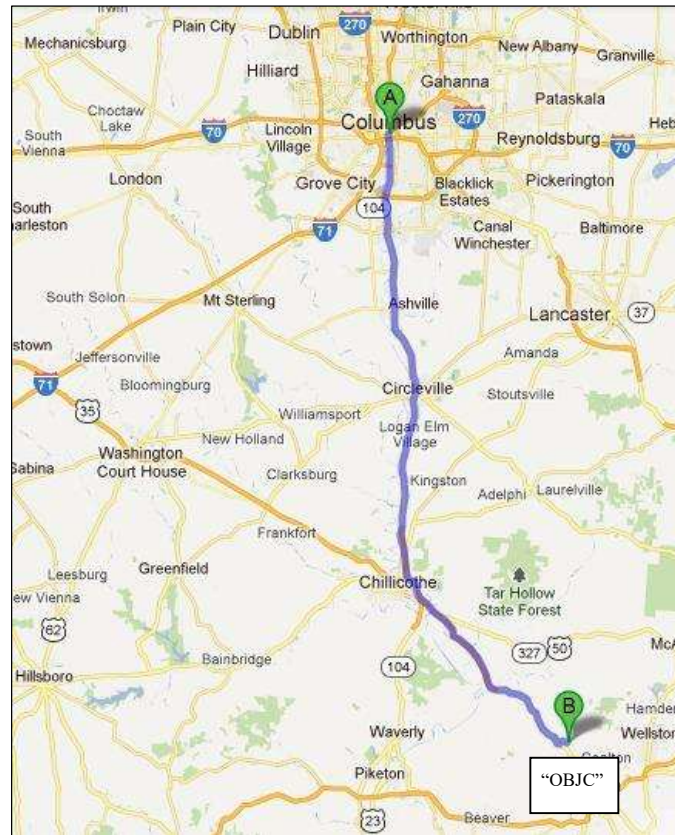 Plain City
Dublin
270
Worthington
New Albany
Mechanicsburg
Granville
Hilliard
Gahanna
A
Choctaw
Lake
Pataskala
Columbus
270
70
Lincoln
Village
South
Vienna
Reynoldsburg
70
London
Grove City
Blacklick
Estates
Pickering­ton
104
South
Canal
Winchester
Baltimore
71
South Solon
Mt Sterling
Ashville
Lancaster
37
Jeffersonville
Amanda
71
Bloomingburg
Circleville
Stoutsville
35
Williamsport
Logan Elm
Village
New Holland
Washington
Court House
Sabina
Clarksburg
Kingston
Adelphi
Laurelville
Frankfort
Leesburg
Greenfield
Chillicothe
Tar Hollow
State Forest
62
327
50
Bainbridge
104
Hillsboro
B
Waverly
Wellston
Piketon
"OBJC"
23
Beaver